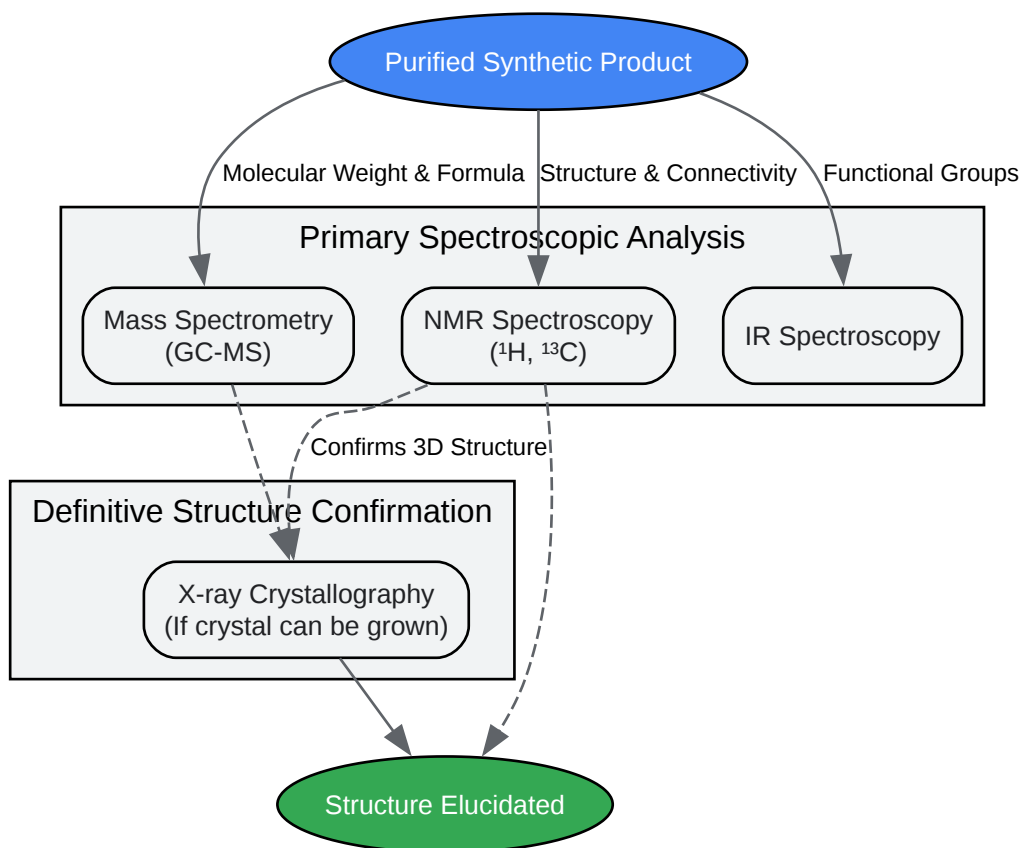 Purified Synthetic Product
Molecular Weight & Formula
Structure & Connectivity
Functional Groups
Primary Spectroscopic Analysis
Mass Spectrometry
(GC-MS)
NMR Spectroscopy
(¹H, ¹³C)
IR Spectroscopy
Confirms 3D Structure
Definitive Structure Confirmation
X-ray Crystallography
(If crystal can be grown)
Structure Elucidated